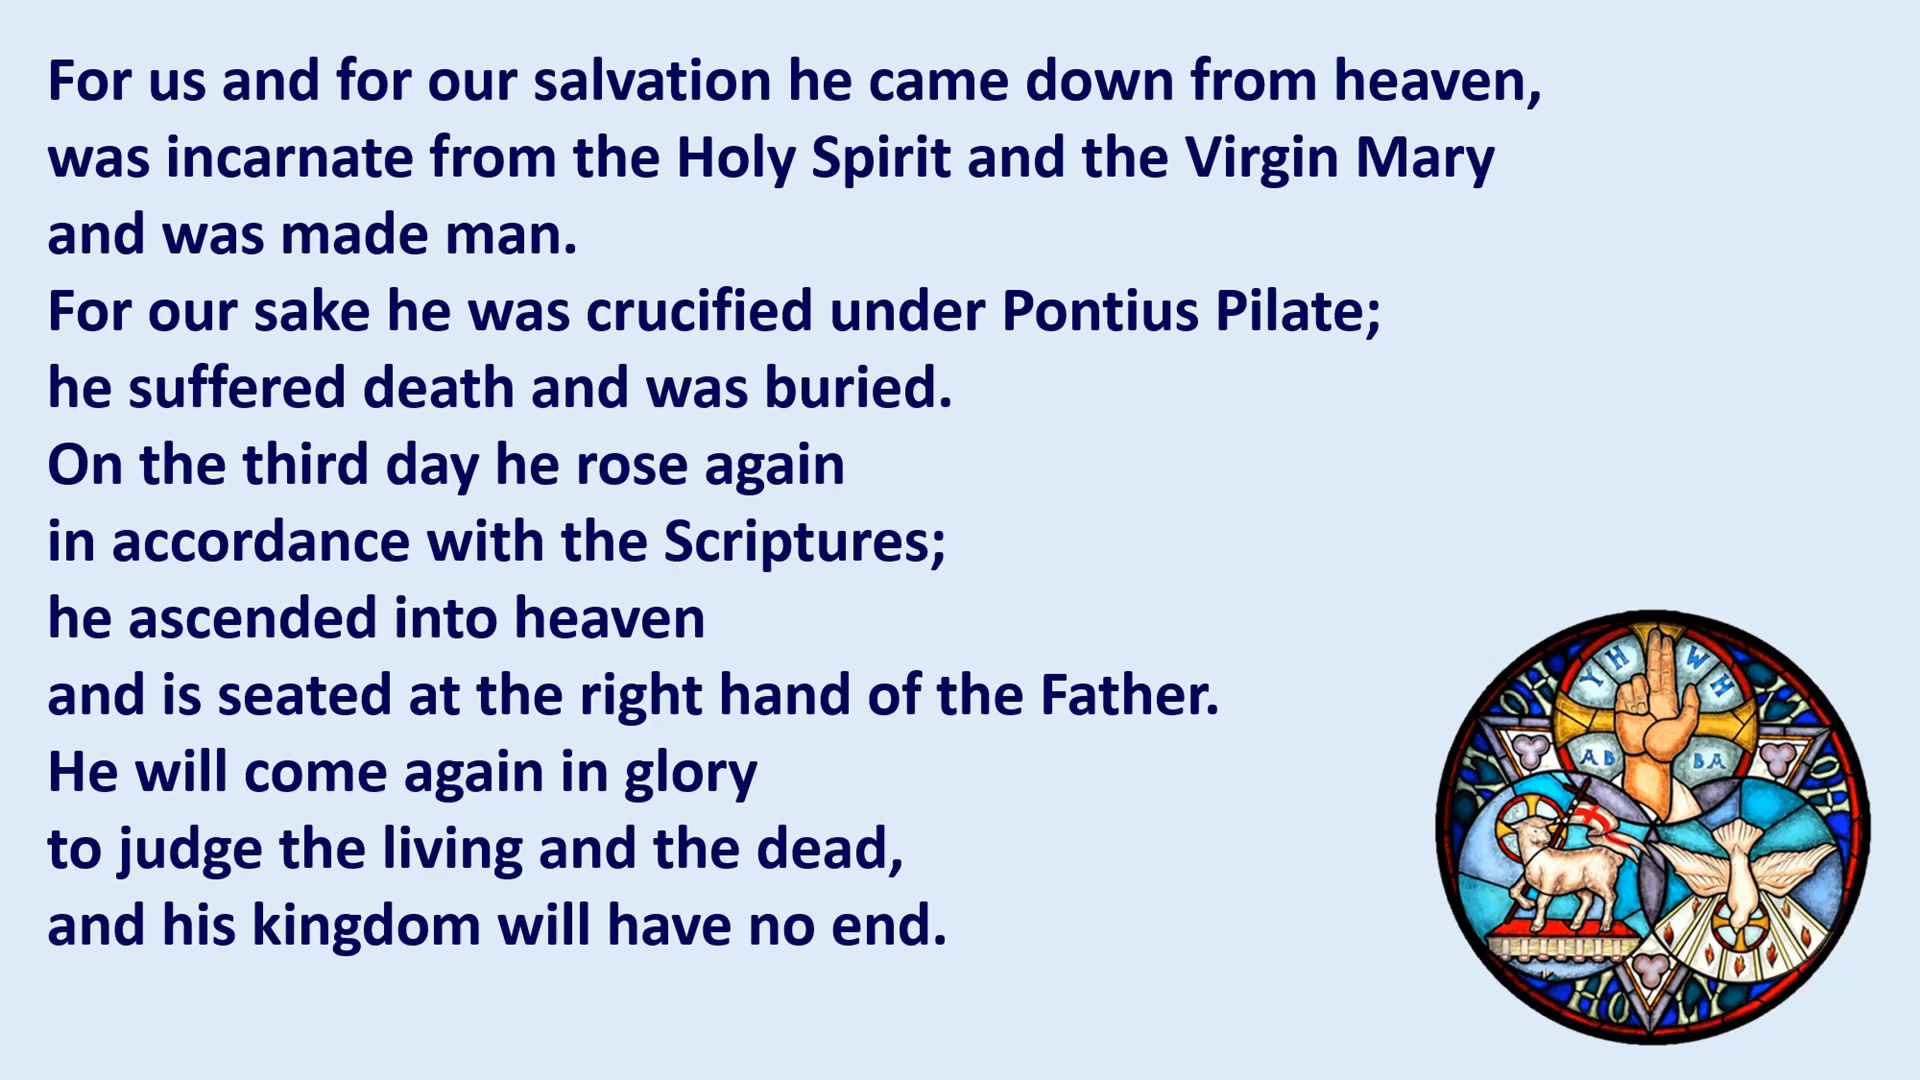 For us and for our salvation he came down from heaven,
was incarnate from the Holy Spirit and the Virgin Mary
and was made man.
For our sake he was crucified under Pontius Pilate;
he suffered death and was buried.
On the third day he rose again
in accordance with the Scriptures;
he ascended into heaven
and is seated at the right hand of the Father.
He will come again in glory
to judge the living and the dead,
and his kingdom will have no end.
YH WH
AB BA